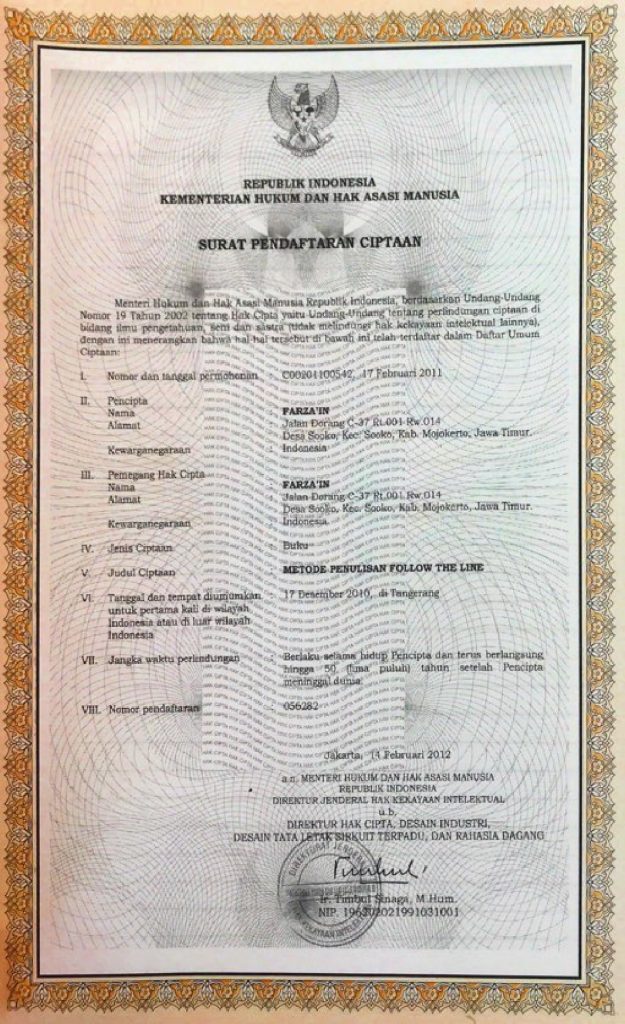 REPUBLIK INDONESIA
KEMENTERIAN HUKUM DAN HAK ASASI MANUSIA
SURAT PENDAFTARAN CIPTAAN
Menteri Hukum dan Hak Asasi Manusia Republik Indonesia, berdasarkan Undang-Undang
Nomor 19 Tahun 2002 tentang Hak Cipta yaitu Undang-Undang tentang perlindungan ciptaan di
bidang ilmu pengetahuan, seni dan sastra (tidak melindungi hak kekayaan intelektual lainnya),
dengan ini menerangkan bahwa hal-hal tersebut di bawah ini telah terdaftar dalam Daftar Umum
Ciptaan:
I. Nomor dan tanggal permohonan : C00201100542, 17 Februari 2011
II. Pencipta
Nama : FARZA'IN
Alamat : Jalan Dorang C-37 Rt.001 Rw.014
Desa Sooko, Kec. Sooko, Kab. Mojokerto, Jawa Timur.
Kewarganegaraan : Indonesia
III. Pemegang Hak Cipta
Nama : FARZA'IN
Alamat : Jalan Dorang C-37 Rt.001 Rw.014
Desa Sooko, Kec. Sooko, Kab. Mojokerto, Jawa Timur.
Kewarganegaraan : Indonesia
IV. Jenis Ciptaan : Buku
V. Judul Ciptaan : METODE PENULISAN FOLLOW THE LINE
VI. Tanggal dan tempat diumumkan : 17 Desember 2010, di Tangerang
untuk pertama kali di wilayah
Indonesia atau di luar wilayah
Indonesia
VII. Jangka waktu perlindungan : Berlaku selama hidup Pencipta dan terus berlangsung
hingga 50 (lima puluh) tahun setelah Pencipta
meninggal dunia.
VIII. Nomor pendaftaran : 056282
Jakarta, 14 Februari 2012
a.n. MENTERI HUKUM DAN HAK ASASI MANUSIA
REPUBLIK INDONESIA
DIREKTUR JENDERAL HAK KEKAYAAN INTELEKTUAL
u.b.
DIREKTUR HAK CIPTA, DESAIN INDUSTRI,
DESAIN TATA LETAK SIRKUIT TERPADU, DAN RAHASIA DAGANG
Ir. Timbul Sinaga, M.Hum.
NIP. 196202021991031001